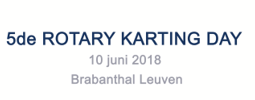 5de ROTARY KARTING DAY
10 juni 2018
Brabanthal Leuven